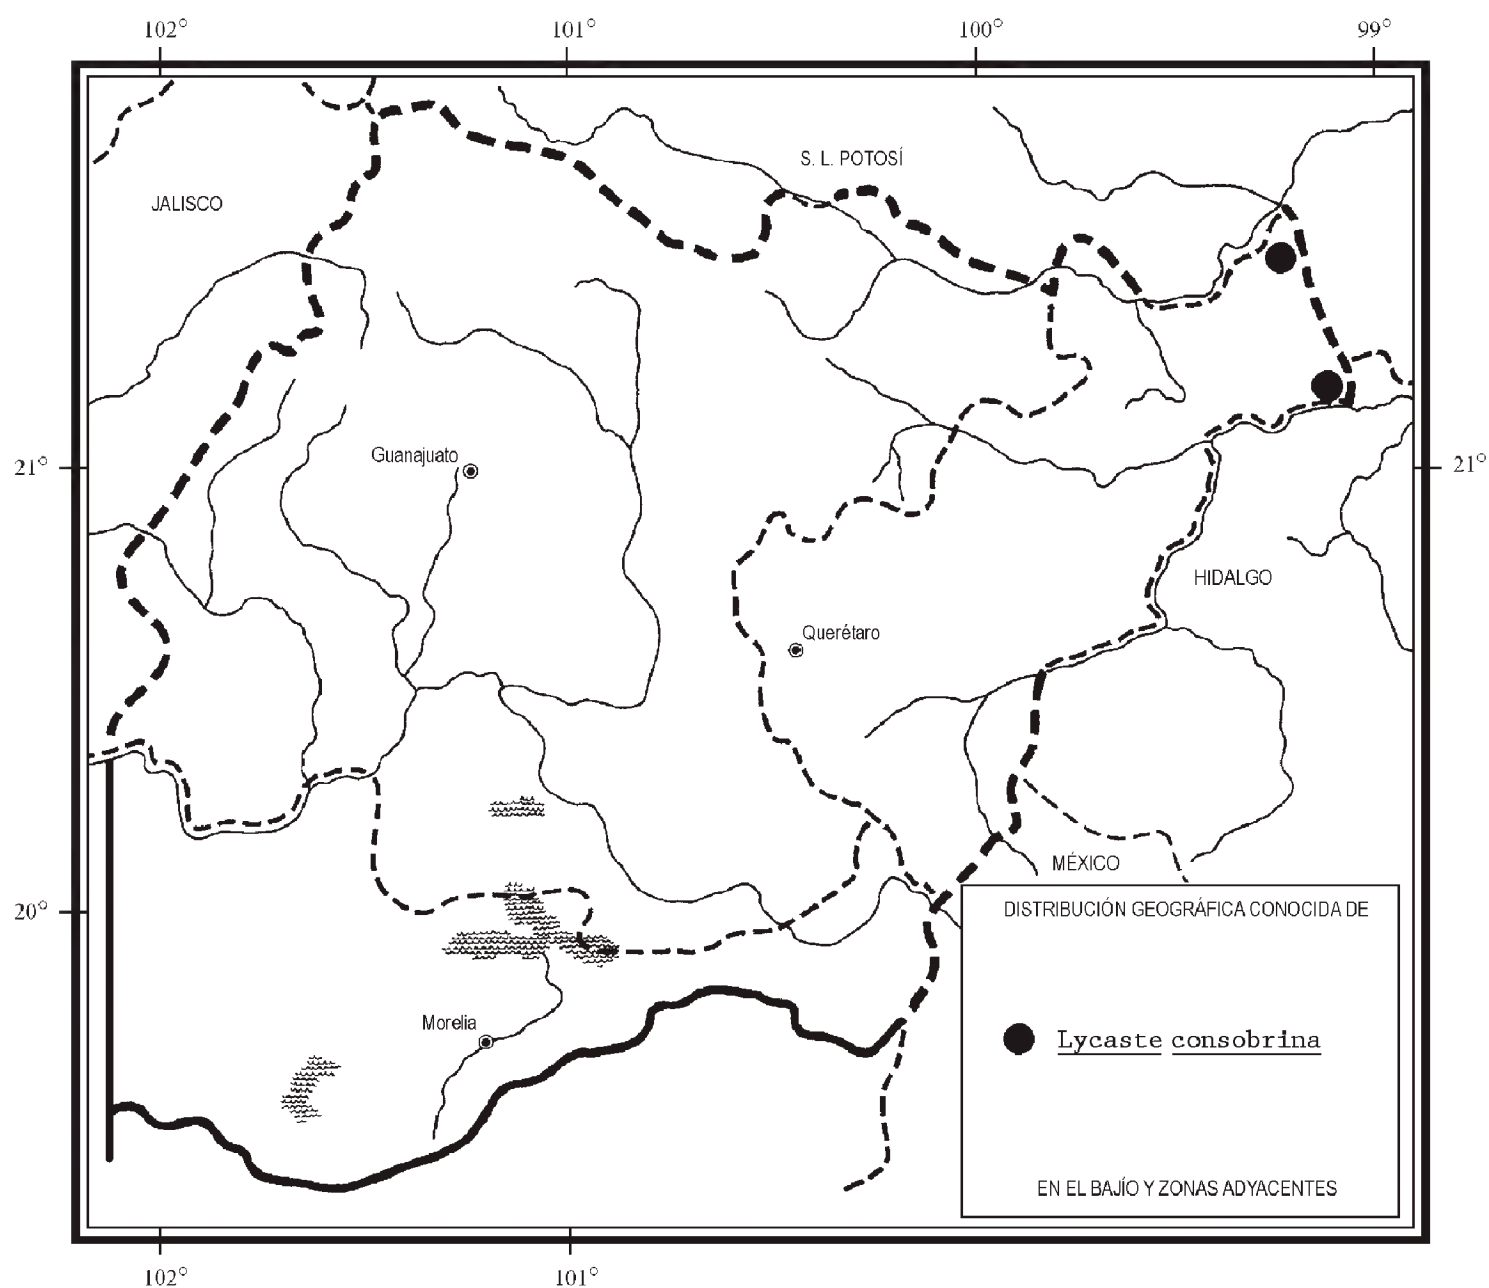 102° 101° 100° 99°
S. L. POTOSÍ
JALISCO
Guanajuato
21° 21°
HIDALGO
Querétaro
MÉXICO
20°
DISTRIBUCIÓN GEOGRÁFICA CONOCIDA DE
Morelia
Lycaste consobrina
EN EL BAJÍO Y ZONAS ADYACENTES
102° 101°